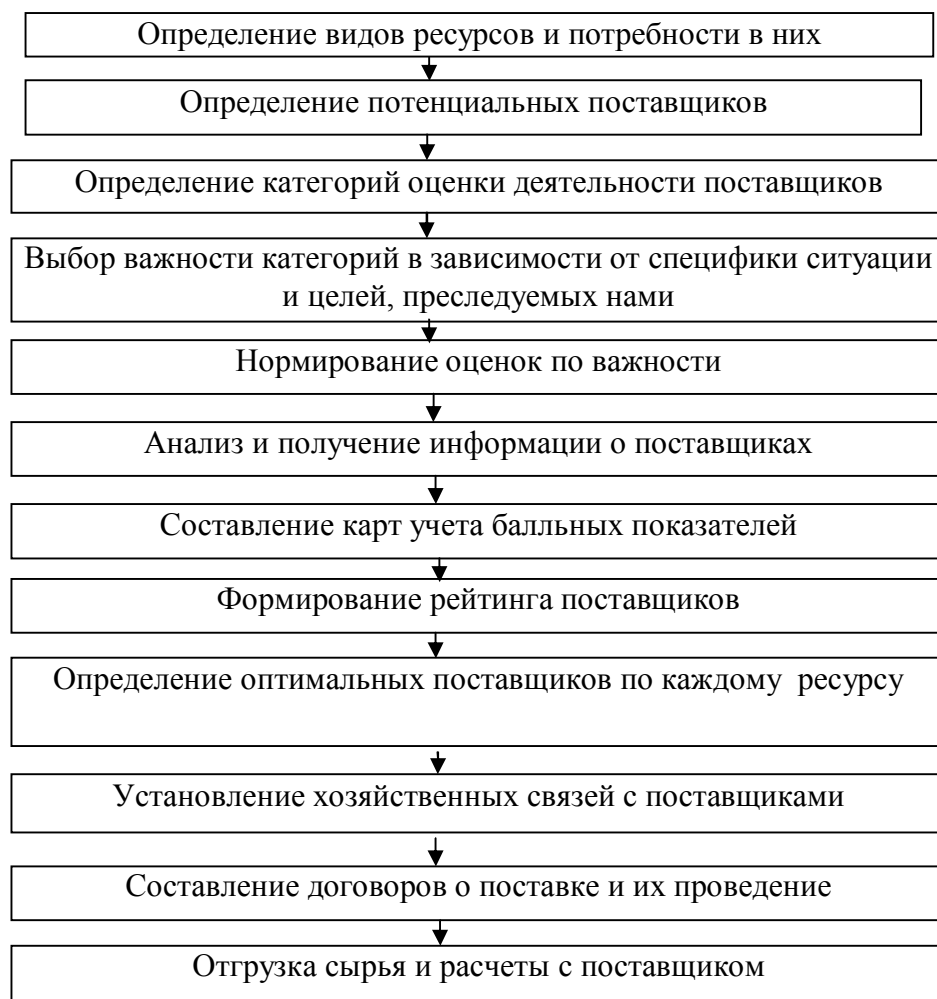 Определение видов ресурсов и потребности в них
Определение потенциальных поставщиков
Определение категорий оценки деятельности поставщиков
Выбор важности категорий в зависимости от специфики ситуации
и целей, преследуемых нами
Нормирование оценок по важности
Анализ и получение информации о поставщиках
Составление карт учета балльных показателей
Формирование рейтинга поставщиков
Определение оптимальных поставщиков по каждому ресурсу
Установление хозяйственных связей с поставщиками
Составление договоров о поставке и их проведение
Отгрузка сырья и расчеты с поставщиком